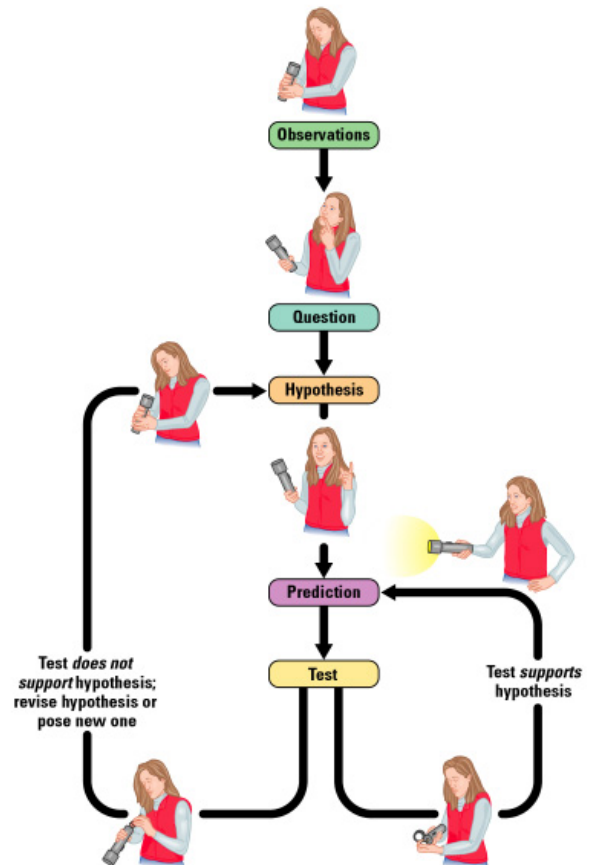 Observations
Question
Hypothesis
Prediction
Test
Test does not
support hypothesis;
revise hypothesis or
pose new one
Test supports
hypothesis